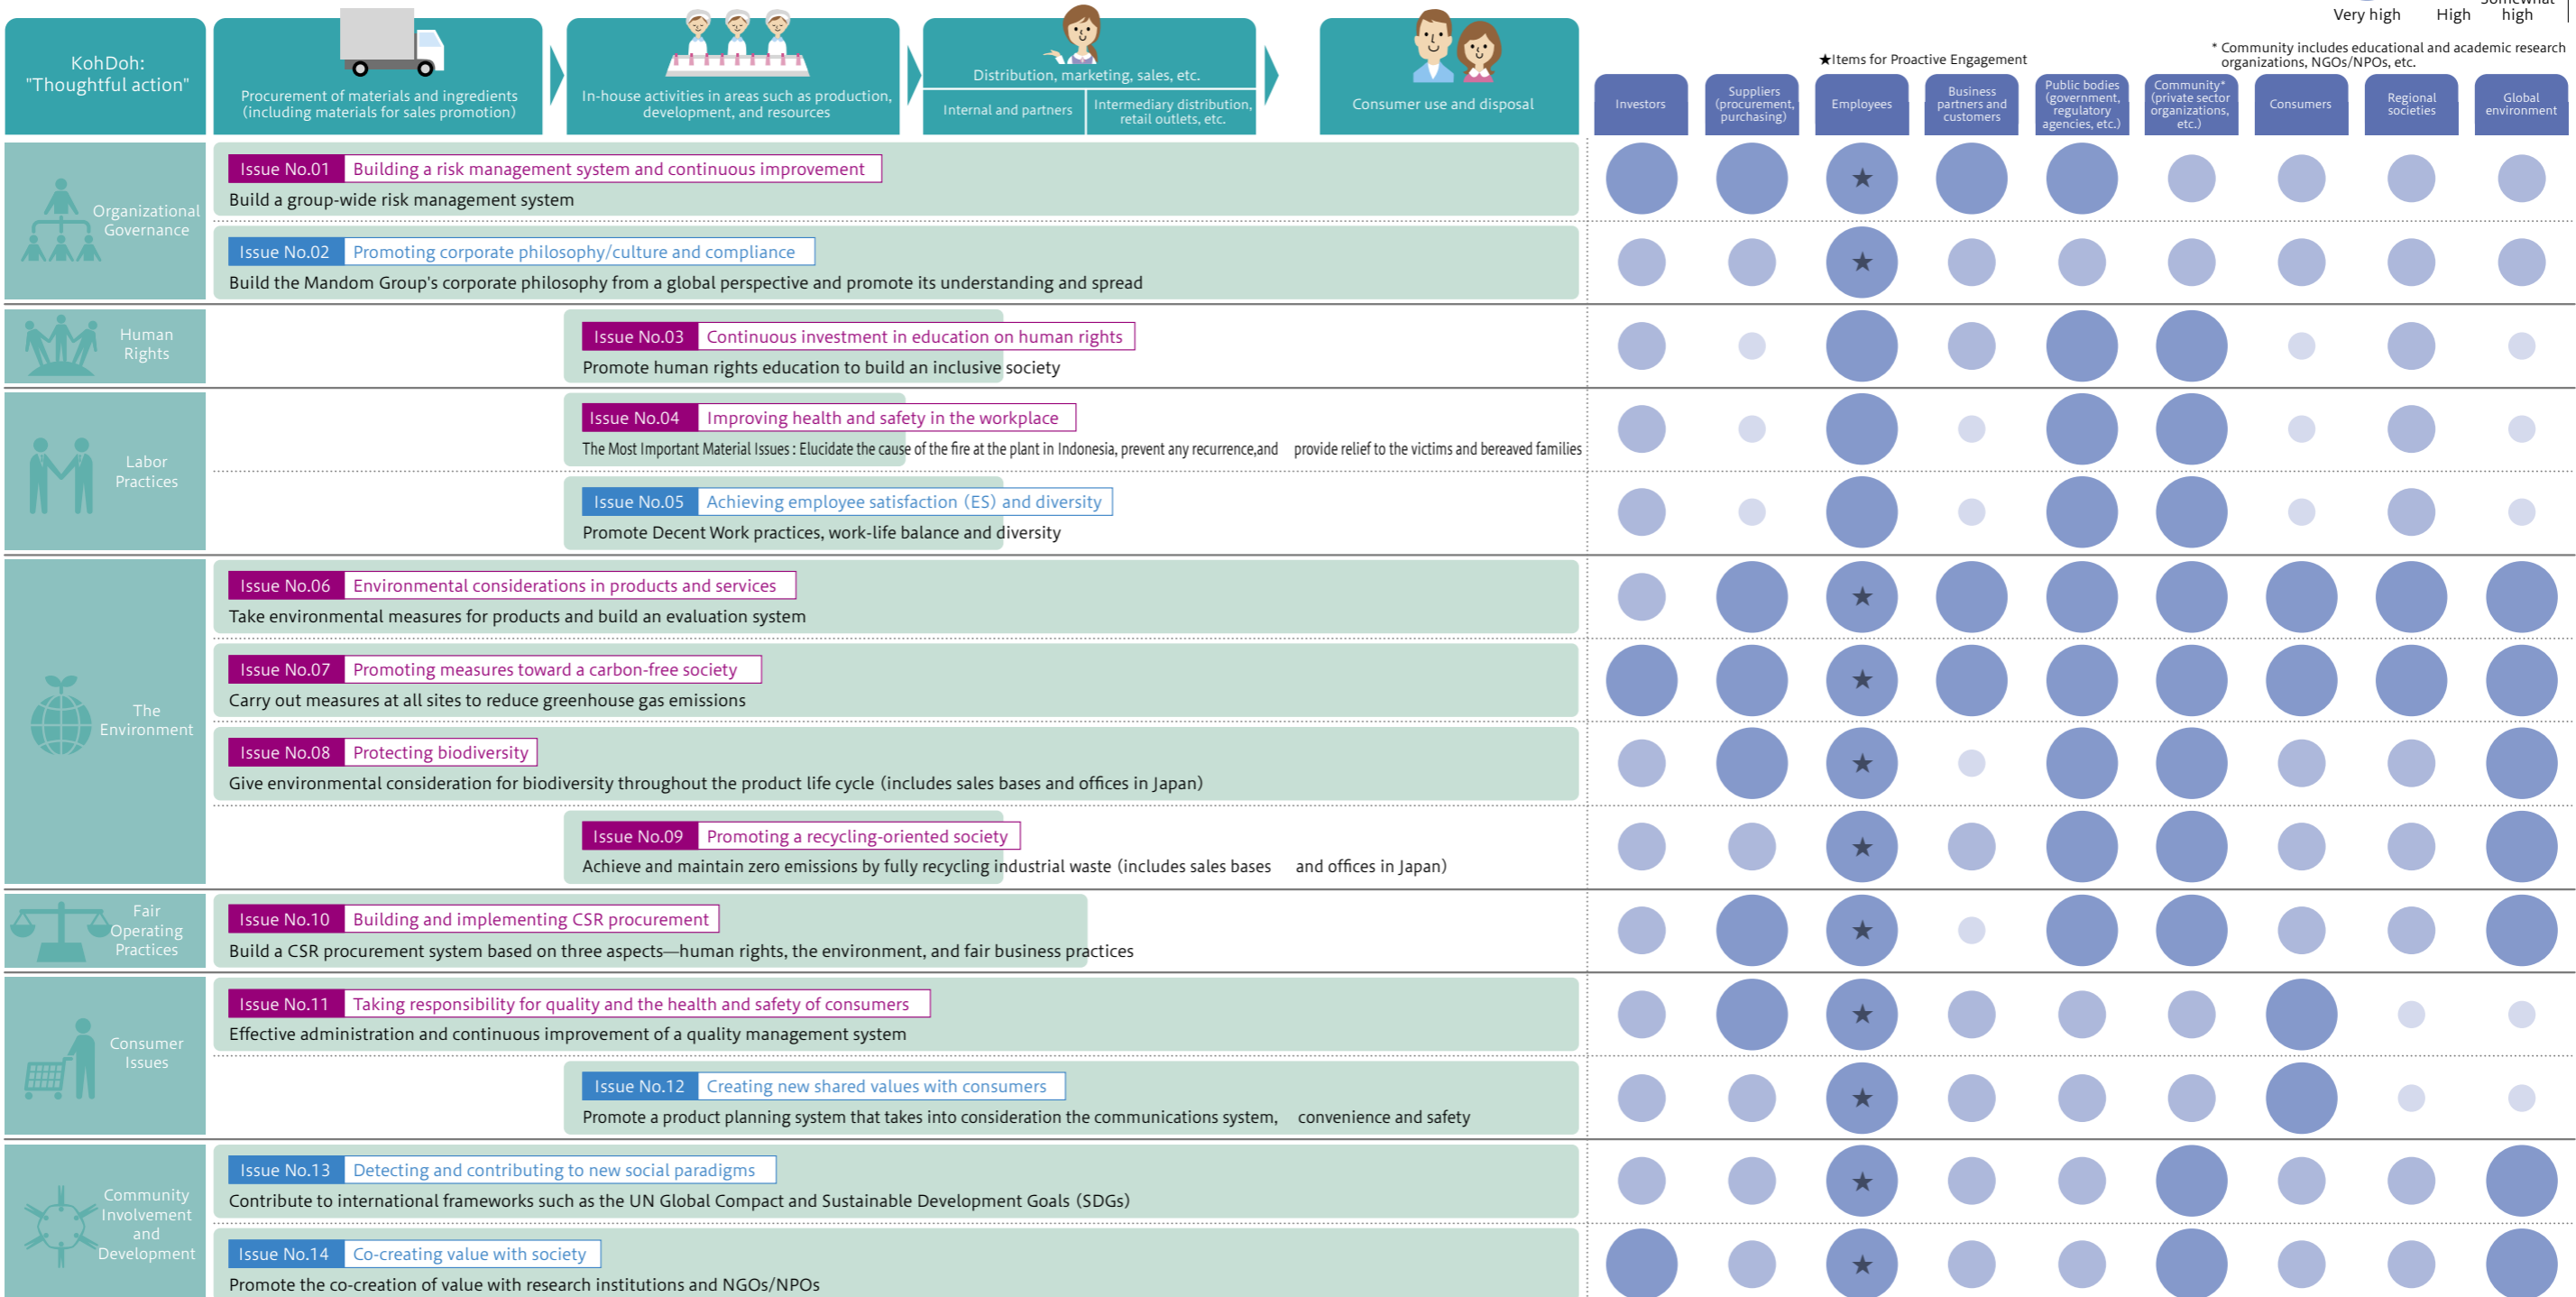 Somewhat
Very high
High
high
KohDoh:
"Thoughtful action"
Procurement of materials and ingredients
(including materials for sales promotion)
In-house activities in areas such as production,
development, and resources
Distribution, marketing, sales, etc.
Internal and partners
Intermediary distribution,
retail outlets, etc.
Consumer use and disposal
★Items for Proactive Engagement
* Community includes educational and academic research
organizations, NGOs/NPOs, etc.
Investors
Suppliers
(procurement,
purchasing)
Employees
Business
partners and
customers
Public bodies
(government,
regulatory
agencies, etc.)
Community*
(private sector
organizations,
etc.)
Consumers
Regional
societies
Global
environment
Organizational
Governance
Issue No.01 Building a risk management system and continuous improvement
Build a group-wide risk management system
★
Issue No.02 Promoting corporate philosophy/culture and compliance
Build the Mandom Group's corporate philosophy from a global perspective and promote its understanding and spread
★
Human
Rights
Issue No.03 Continuous investment in education on human rights
Promote human rights education to build an inclusive society
Labor
Practices
Issue No.04 Improving health and safety in the workplace
The Most Important Material Issues : Elucidate the cause of the fire at the plant in Indonesia, prevent any recurrence,and provide relief to the victims and bereaved families
Issue No.05 Achieving employee satisfaction (ES) and diversity
Promote Decent Work practices, work-life balance and diversity
The
Environment
Issue No.06 Environmental considerations in products and services
Take environmental measures for products and build an evaluation system
★
Issue No.07 Promoting measures toward a carbon-free society
Carry out measures at all sites to reduce greenhouse gas emissions
★
Issue No.08 Protecting biodiversity
Give environmental consideration for biodiversity throughout the product life cycle (includes sales bases and offices in Japan)
★
Issue No.09 Promoting a recycling-oriented society
Achieve and maintain zero emissions by fully recycling industrial waste (includes sales bases and offices in Japan)
★
Fair
Operating
Practices
Issue No.10 Building and implementing CSR procurement
Build a CSR procurement system based on three aspects—human rights, the environment, and fair business practices
★
Consumer
Issues
Issue No.11 Taking responsibility for quality and the health and safety of consumers
Effective administration and continuous improvement of a quality management system
★
Issue No.12 Creating new shared values with consumers
Promote a product planning system that takes into consideration the communications system, convenience and safety
★
Community
Involvement
and
Development
Issue No.13 Detecting and contributing to new social paradigms
Contribute to international frameworks such as the UN Global Compact and Sustainable Development Goals (SDGs)
★
Issue No.14 Co-creating value with society
Promote the co-creation of value with research institutions and NGOs/NPOs
★